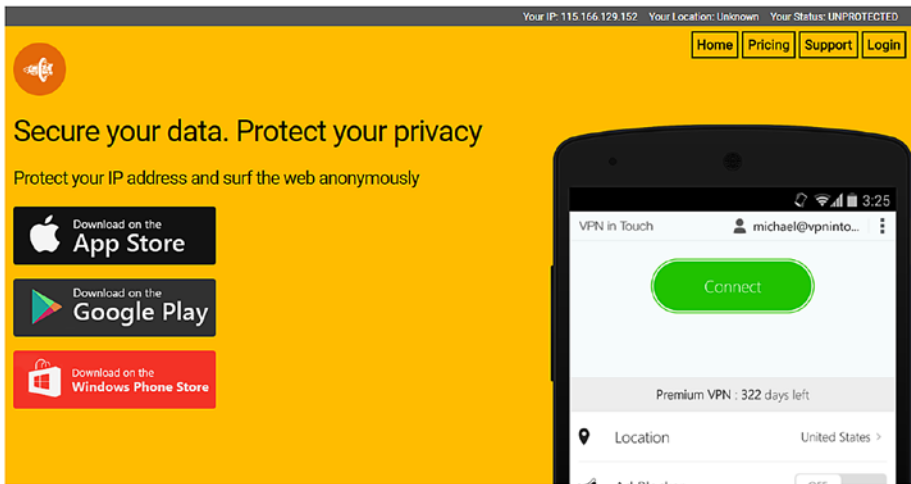 Your IP: 115.166.129.152 Your Location: Unknown Your Status: UNPROTECTED
Home Pricing Support Login
Secure your data. Protect your privacy
Protect your IP address and surf the web anonymously
Download on the
App Store
Download on the
Google Play
Download on the
Windows Phone Store
3:25
VPN in Touch michael@vpninto...
Connect
Premium VPN : 322 days left
Location United States >